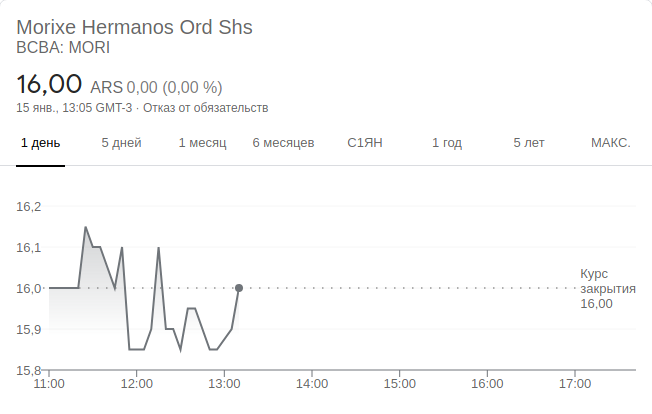 Morixe Hermanos Ord Shs
BCBA: MORI
16,00 ARS 0,00 (0,00 %)
15 янв., 13:05 GMT-3 · Отказ от обязательств
1 день 5 дней 1 месяц 6 месяцев С1ЯН 1 год 5 лет МАКС.
16,2
16,1
16,0
15,9
15,8
Курс
закрытия
16,00
11:00 12:00 13:00 14:00 15:00 16:00 17:00